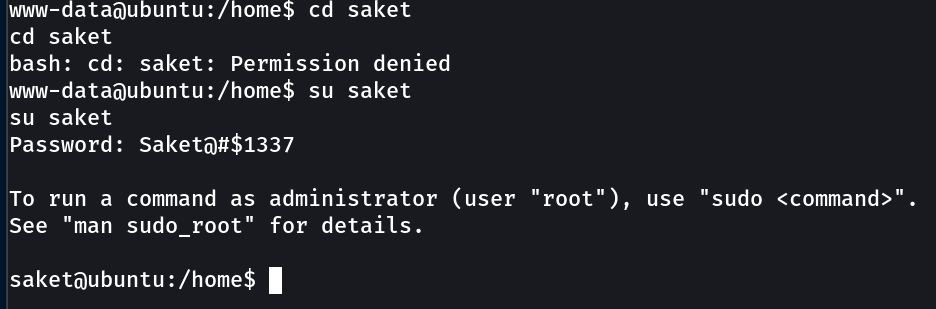 www-data@ubuntu:/home$ cd saket
cd saket
bash: cd: saket: Permission denied
www-data@ubuntu:/home$ su saket
su saket
Password: Saket@#$1337
To run a command as administrator (user "root"), use "sudo <command>".
See "man sudo_root" for details.
saket@ubuntu:/home$